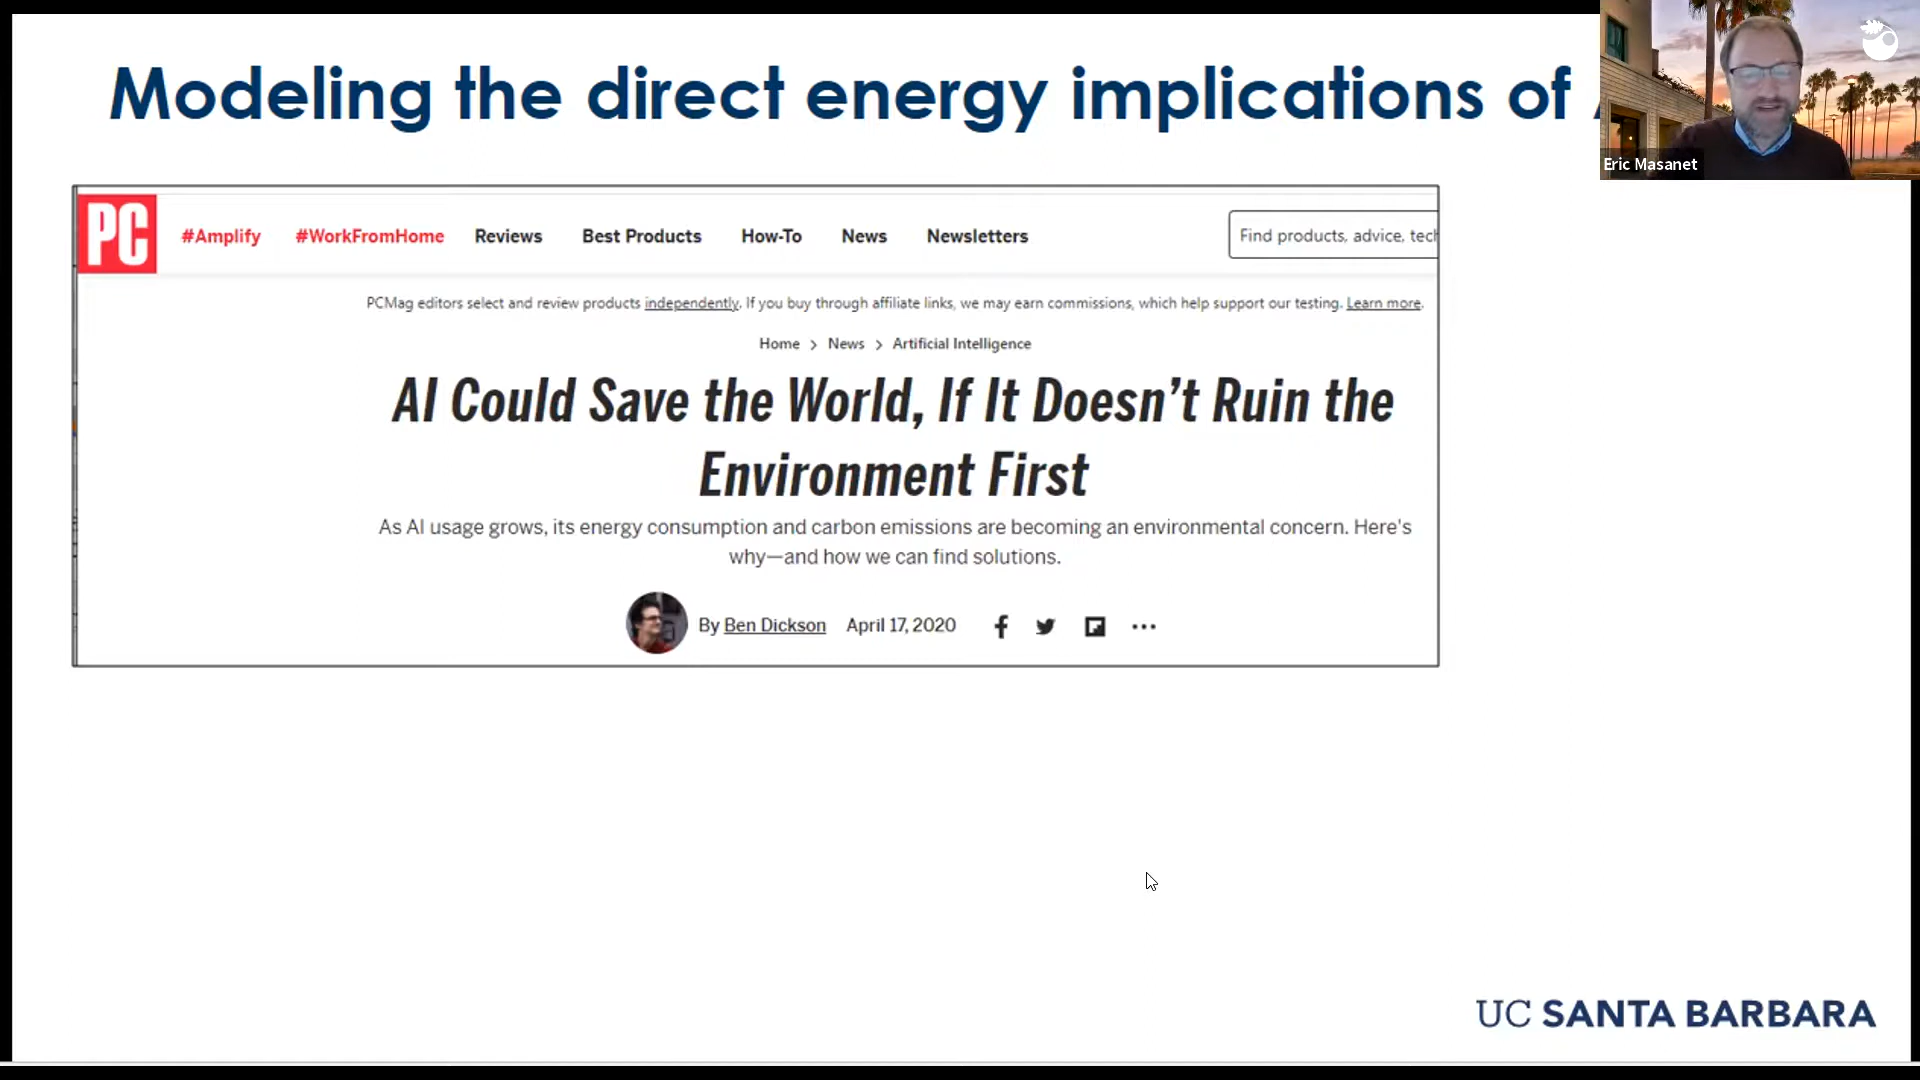 Modeling the direct energy implications of
Eric Masanet
PC
#Amplify #WorkFromHome Reviews Best Products How-To News Newsletters Find products, advice, tech
PCMag editors select and review products independently. If you buy through affiliate links, we may earn commissions, which help support our testing. Learn more.
Home > News > Artificial Intelligence
AI Could Save the World, If It Doesn't Ruin the
Environment First
As AI usage grows, its energy consumption and carbon emissions are becoming an environmental concern. Here's
why—and how we can find solutions.
By Ben Dickson April 17, 2020
UC SANTA BARBARA